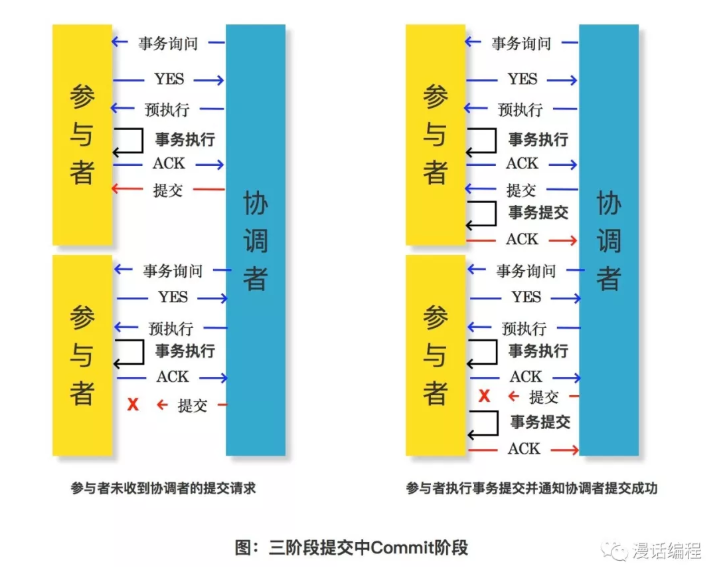 参与者
事务询问
YES
预执行
事务执行
ACK
提交
参与者
事务询问
YES
预执行
事务执行
ACK
X
提交
协调者
参与者未收到协调者的提交请求
参与者
事务询问
YES
预执行
事务执行
ACK
提交
事务提交
ACK
参与者
事务询问
YES
预执行
事务执行
ACK
X
提交
事务提交
ACK
协调者
参与者执行事务提交并通知协调者提交成功
图：三阶段提交中Commit阶段
漫话编程